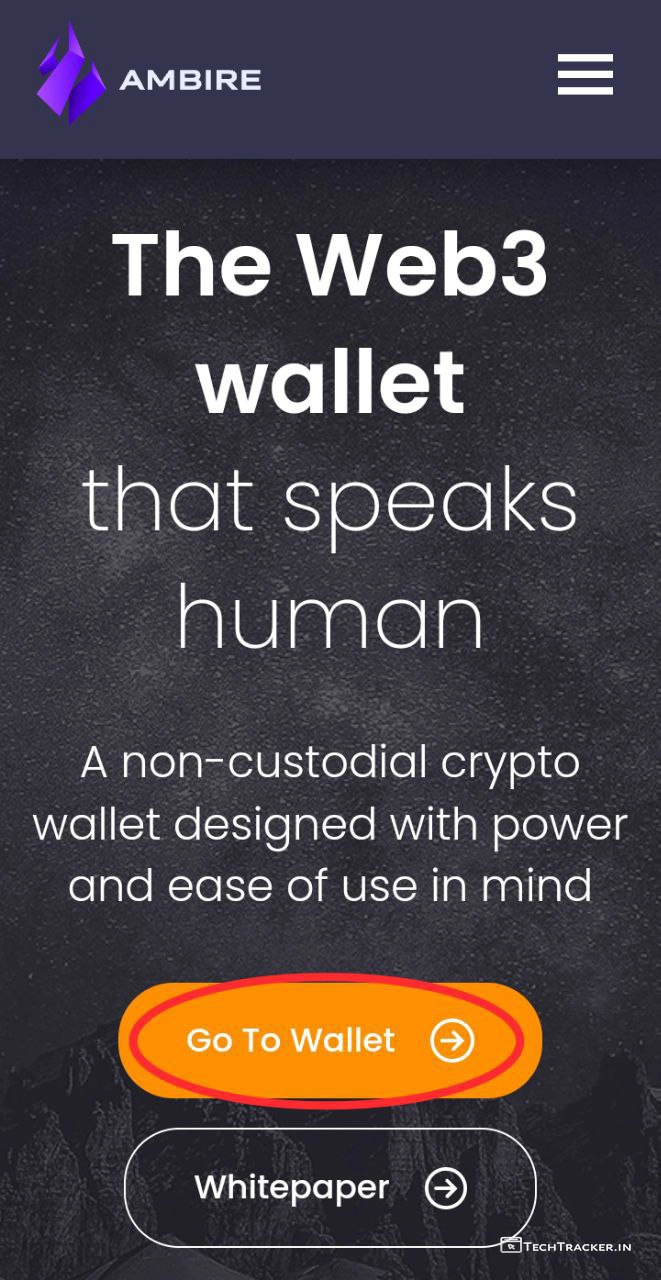 AMBIRE
The Web3
wallet
that speaks
human
A non-custodial crypto
wallet designed with power
and ease of use in mind
Go To Wallet
Whitepaper
TECHTRACKER.IN